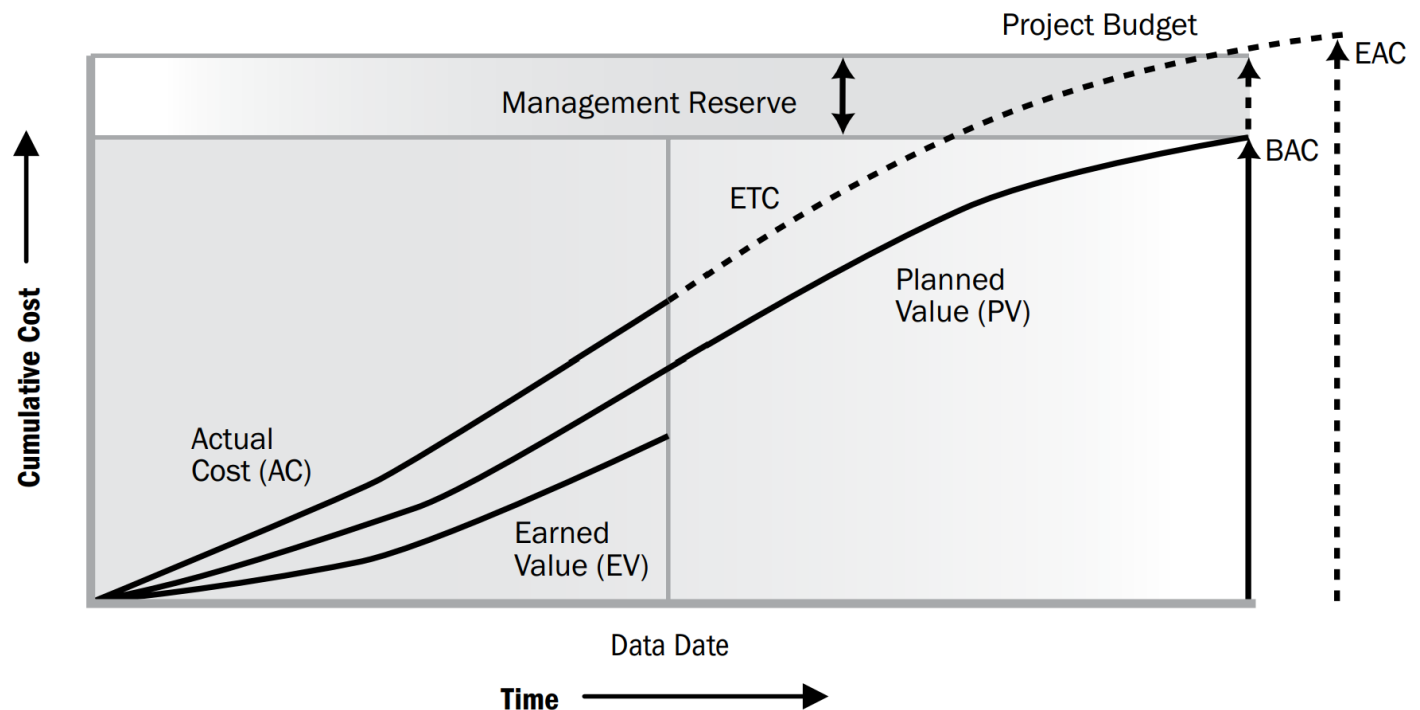 Project Budget
EAC
Management Reserve
BAC
ETC
Planned
Value (PV)
Cumulative Cost
Actual
Cost (AC)
Earned
Value (EV)
Data Date
Time